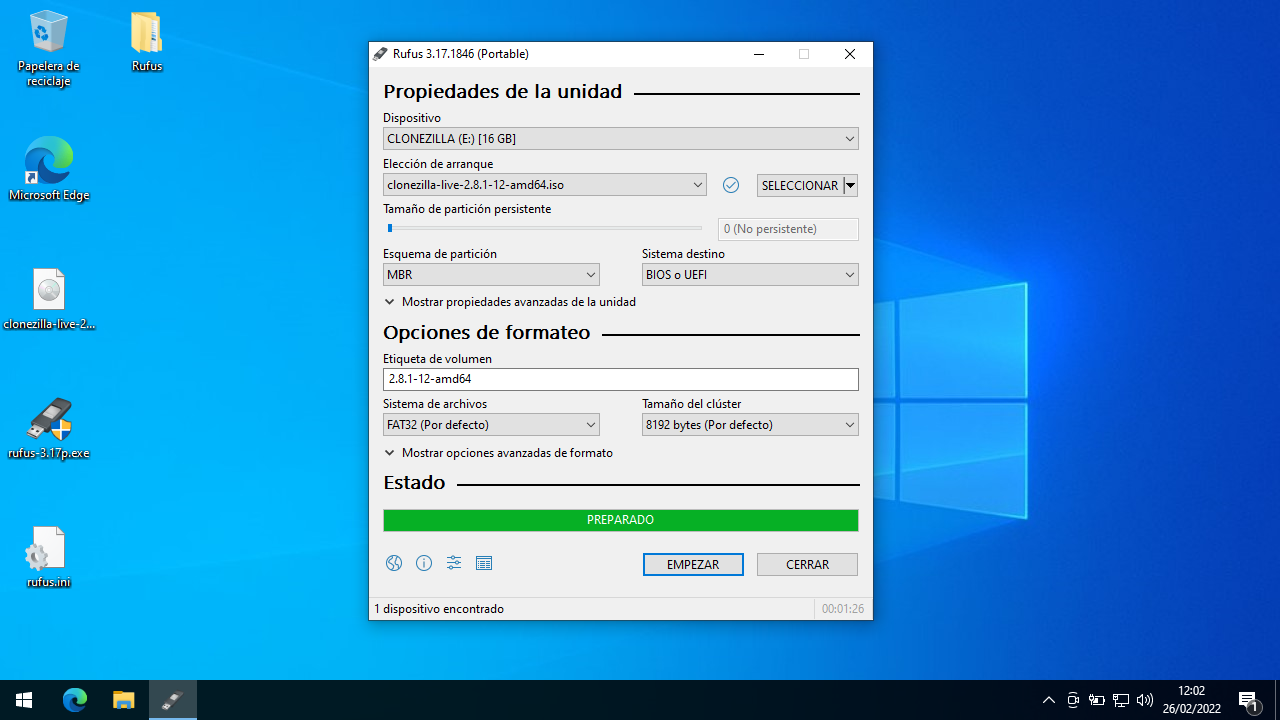 Papelera de
reciclaje
Rufus
Microsoft Edge
clonezilla-live-2...
rufus-3.17p.exe
rufus.ini
Rufus 3.17.1846 (Portable)
Propiedades de la unidad
Dispositivo
CLONEZILLA (E:) [16 GB]
Elección de arranque
clonezilla-live-2.8.1-12-amd64.iso
SELECCIONAR
Tamaño de partición persistente
0 (No persistente)
Esquema de partición
Sistema destino
MBR
BIOS o UEFI
Mostrar propiedades avanzadas de la unidad
Opciones de formateo
Etiqueta de volumen
2.8.1-12-amd64
Sistema de archivos
Tamaño del clúster
FAT32 (Por defecto)
8192 bytes (Por defecto)
Mostrar opciones avanzadas de formato
Estado
PREPARADO
EMPEZAR
CERRAR
1 dispositivo encontrado
00:01:26
12:02
26/02/2022
1